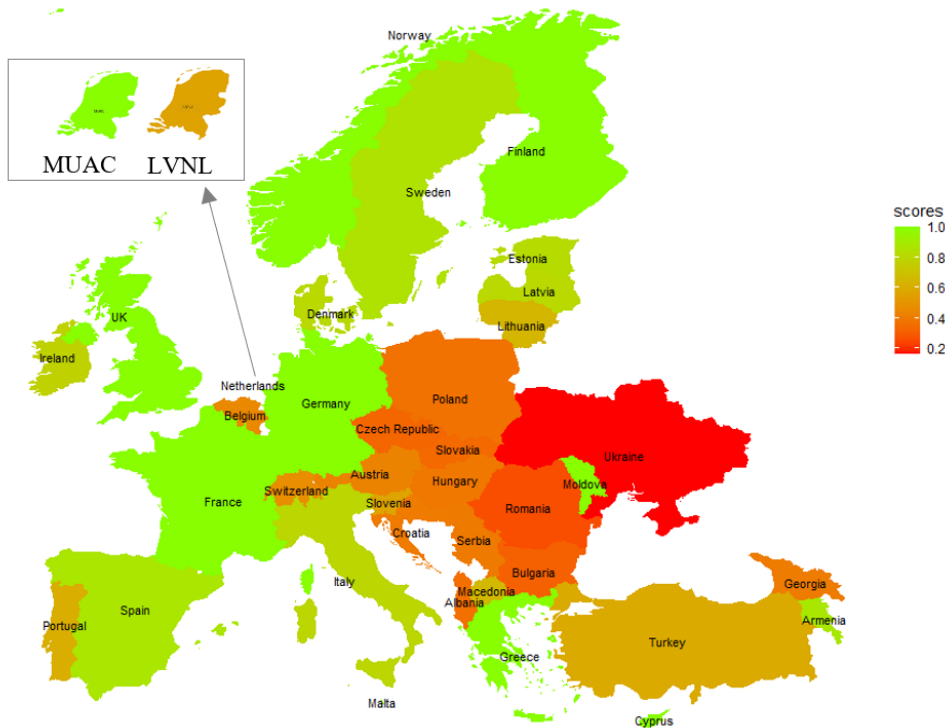 Norway
MUAC LVNL
Finland
Sweden
scores
1.0
0.8
0.6
0.4
0.2
Estonia
Latvia
Lithuania
Denmark
UK
Ireland
Netherlands
Belgium
Germany
Poland
Czech Republic
Slovakia
Ukraine
Austria
Hungary
Moldova
Switzerland
France
Slovenia
Romania
Croatia
Serbia
Italy
Bulgaria
Macedonia
Albania
Georgia
Spain
Portugal
Armenia
Turkey
Greece
Malta
Cyprus